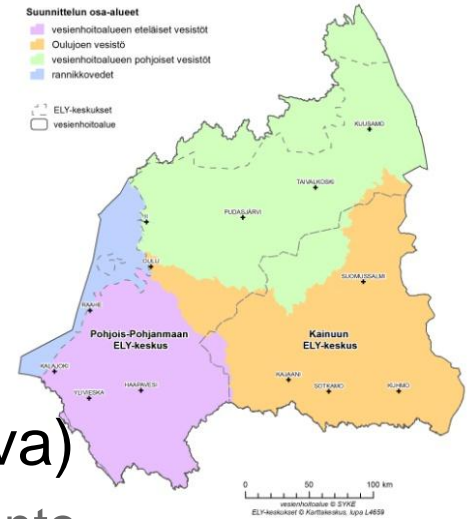 Suunnittelun osa-alueet
vesienhoitoalueen eteläiset vesistöt
Oulujoen vesistö
vesienhoitoalueen pohjoiset vesistöt
rannikkovedet
ELY-keskukset
vesienhoitoalue
KUUSAMO
TAIVALKOSKI
PUDASJÄRVI
OULU
SUOMUSSALMI
RAAHE
Pohjois-Pohjanmaan
ELY-keskus
Kainuun
ELY-keskus
KALAJOKI
YLIVIESKA
HAAPAVESI
KAJAANI
SOTKAMO
KUHMO
va)
0 50 100 km
vesienhoitoalue © SYKE
ELY-keskukset © Karttakeskus, lupa L4659